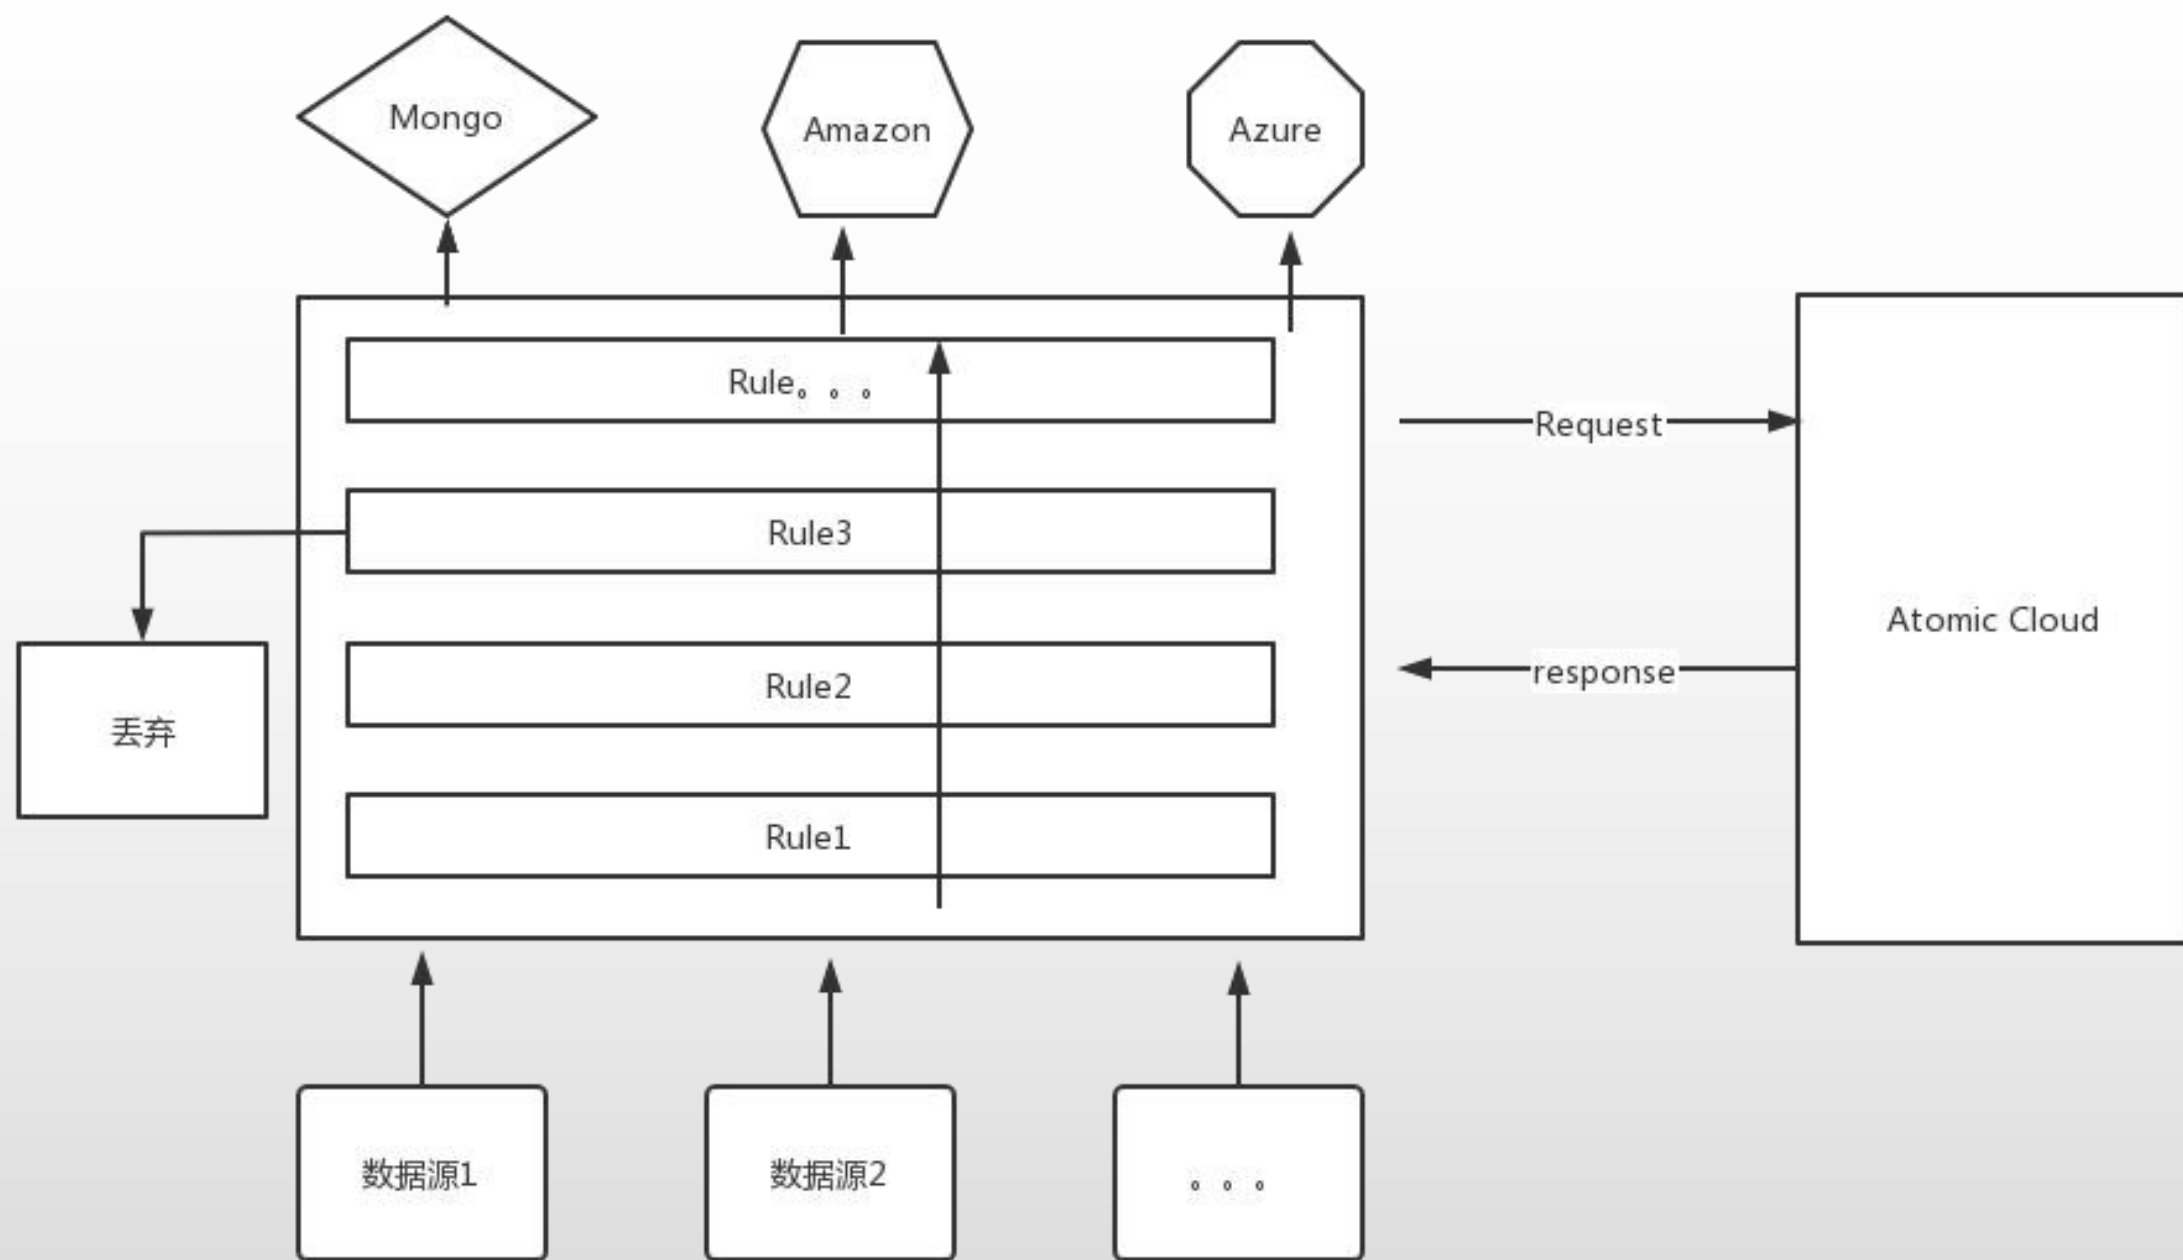 Mongo
Amazon
Azure
Rule。。。
Request
Rule3
Atomic Cloud
response
Rule2
丢弃
Rule1
数据源1
数据源2
。。。